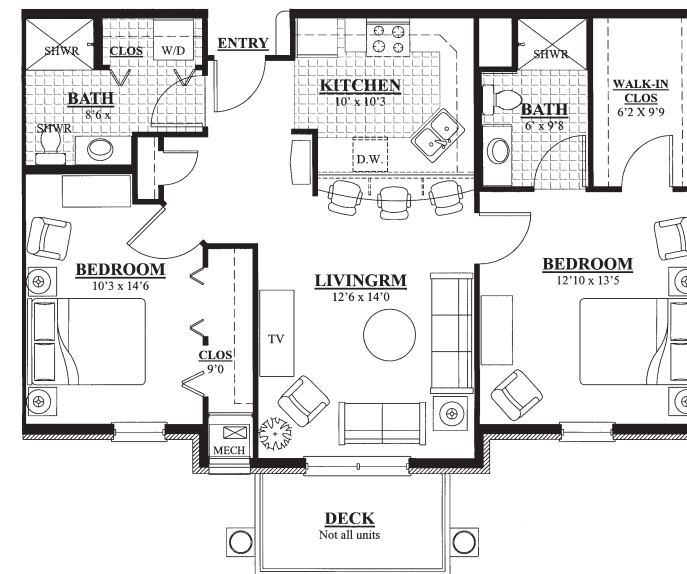 SHWR
CLOS
W/D
ENTRY
BATH
8'6 x
SHWR
KITCHEN
10' x 10'3
D.W.
SHWR
BATH
6' x 9'8
WALK-IN
CLOS
6'2 X 9'9
BEDROOM
10'3 x 14'6
LIVINGRM
12'6 x 14'0
BEDROOM
12'10 x 13'5
TV
CLOS
9'0
MECH
DECK
Not all units